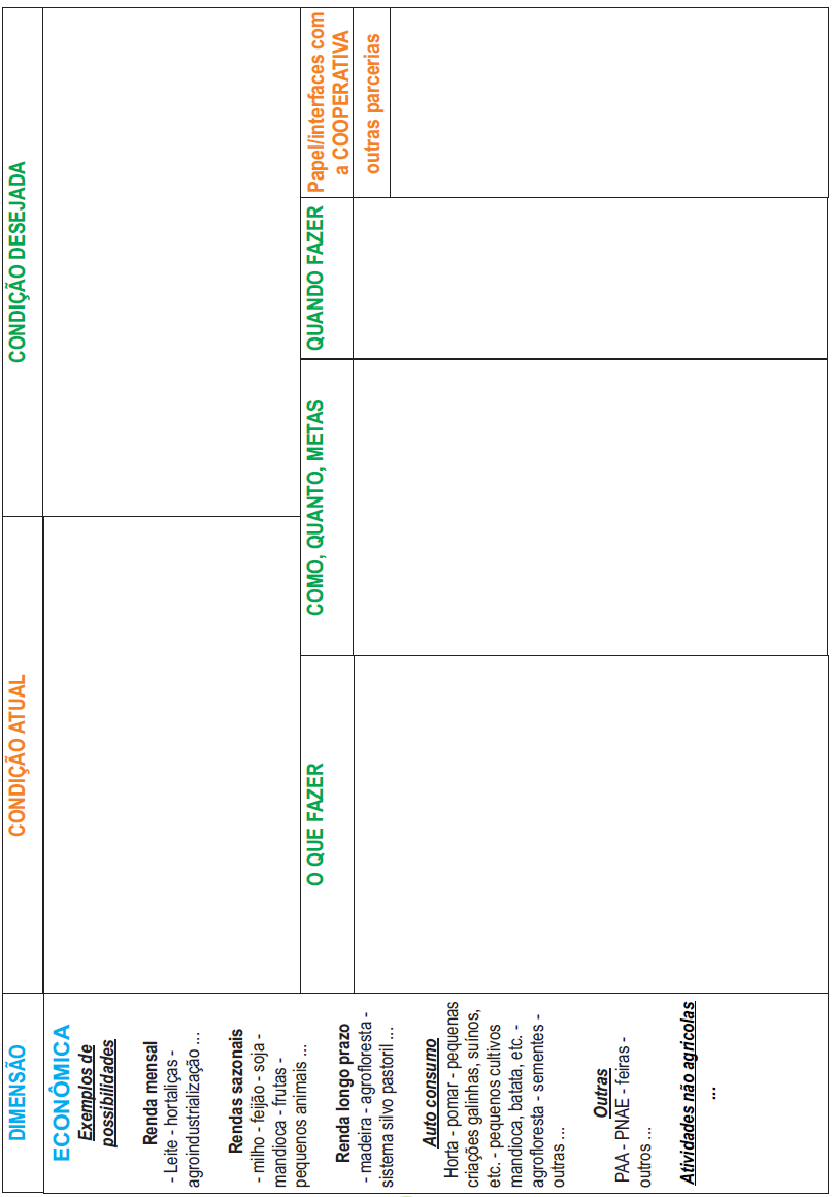 DIMENSÃO
CONDIÇÃO ATUAL
CONDIÇÃO DESEJADA
ECONÔMICA
Exemplos de
possibilidades
Renda mensal
- Leite - hortaliças -
agroindustrialização ...
Rendas sazonais
- milho - feijão - soja -
mandioca - frutas -
pequenos animais ...
Renda longo prazo
- madeira - agrofloresta -
sistema silvo pastoril ...
Auto consumo
Horta - pomar - pequenas
criações galinhas, suínos,
etc. - pequenos cultivos
mandioca, batata, etc. -
agrofloresta - sementes -
outras ...
Outras
PAA - PNAE - feiras -
outros ...
Atividades não agrícolas
...
O QUE FAZER
COMO, QUANTO, METAS
QUANDO FAZER
Papel/interfaces com
a COOPERATIVA
outras parcerias